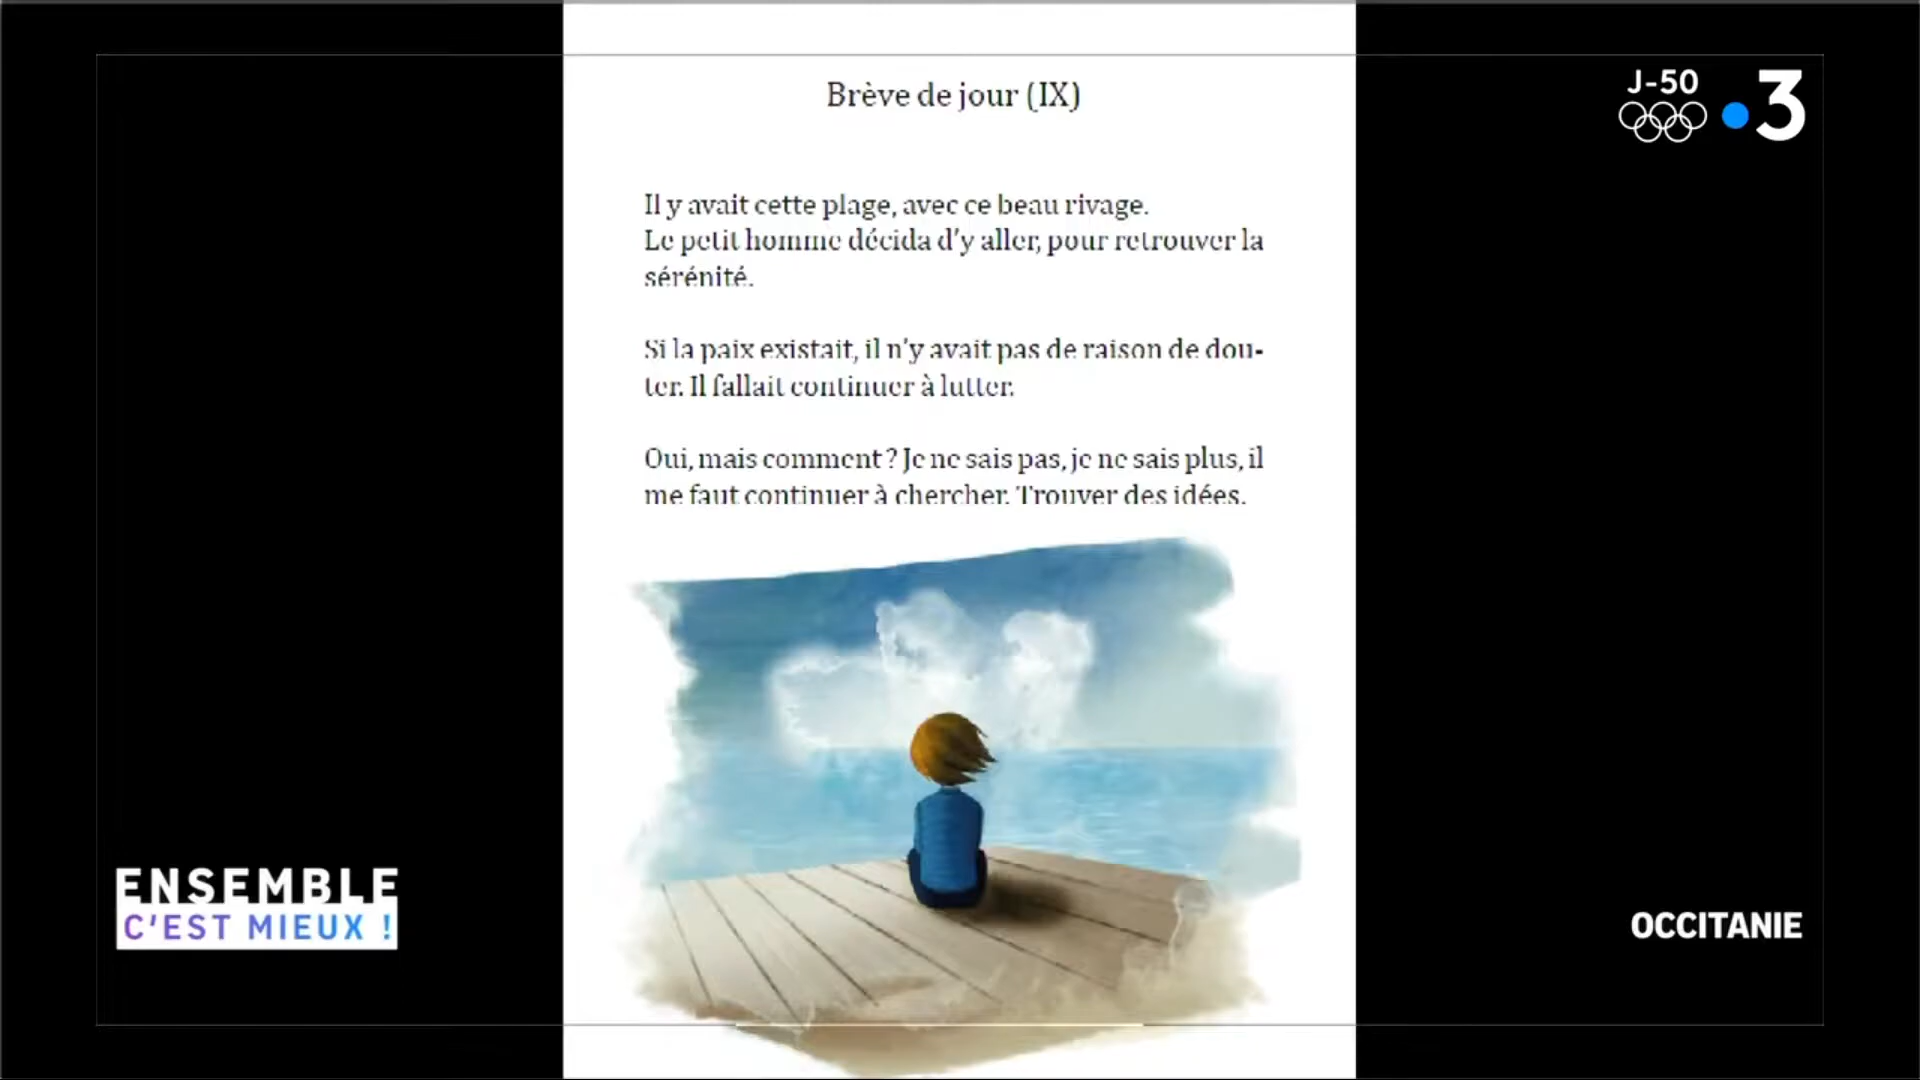 Brève de jour (IX)
J-50
3
Il y avait cette plage, avec ce beau rivage.
Le petit homme décida d'y aller, pour retrouver la
sérénité.
Si la paix existait, il n'y avait pas de raison de dou-
ter. Il fallait continuer à lutter.
Oui, mais comment ? Je ne sais pas, je ne sais plus, il
me faut continuer à chercher. Trouver des idées.
ENSEMBLE
C'EST MIEUX !
OCCITANIE